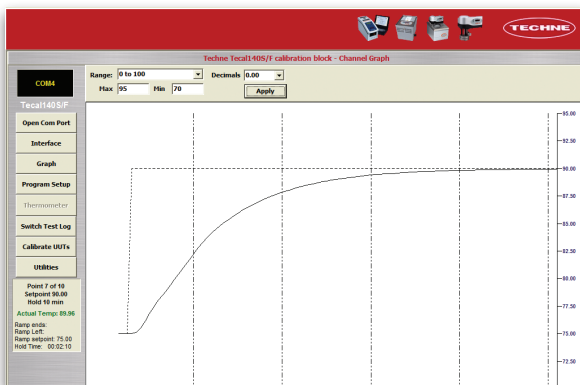 TECHNE
Techne Tecal140S/F calibration block - Channel Graph
COM4
Tecal140S/F
Open Com Port
Interface
Graph
Program Setup
Thermometer
Switch Test Log
Calibrate UUTs
Utilities
Point 7 of 10
Setpoint 90.00
Hold 10 min
Actual Temp: 89.96
Ramp ends:
Ramp Left:
Ramp setpoint: 75.00
Hold Time: 00:02:10
Range: 0 to 100 Decimals 0.00
Max 95 Min 70 Apply
95.00
92.50
90.00
87.50
85.00
82.50
80.00
77.50
75.00
72.50